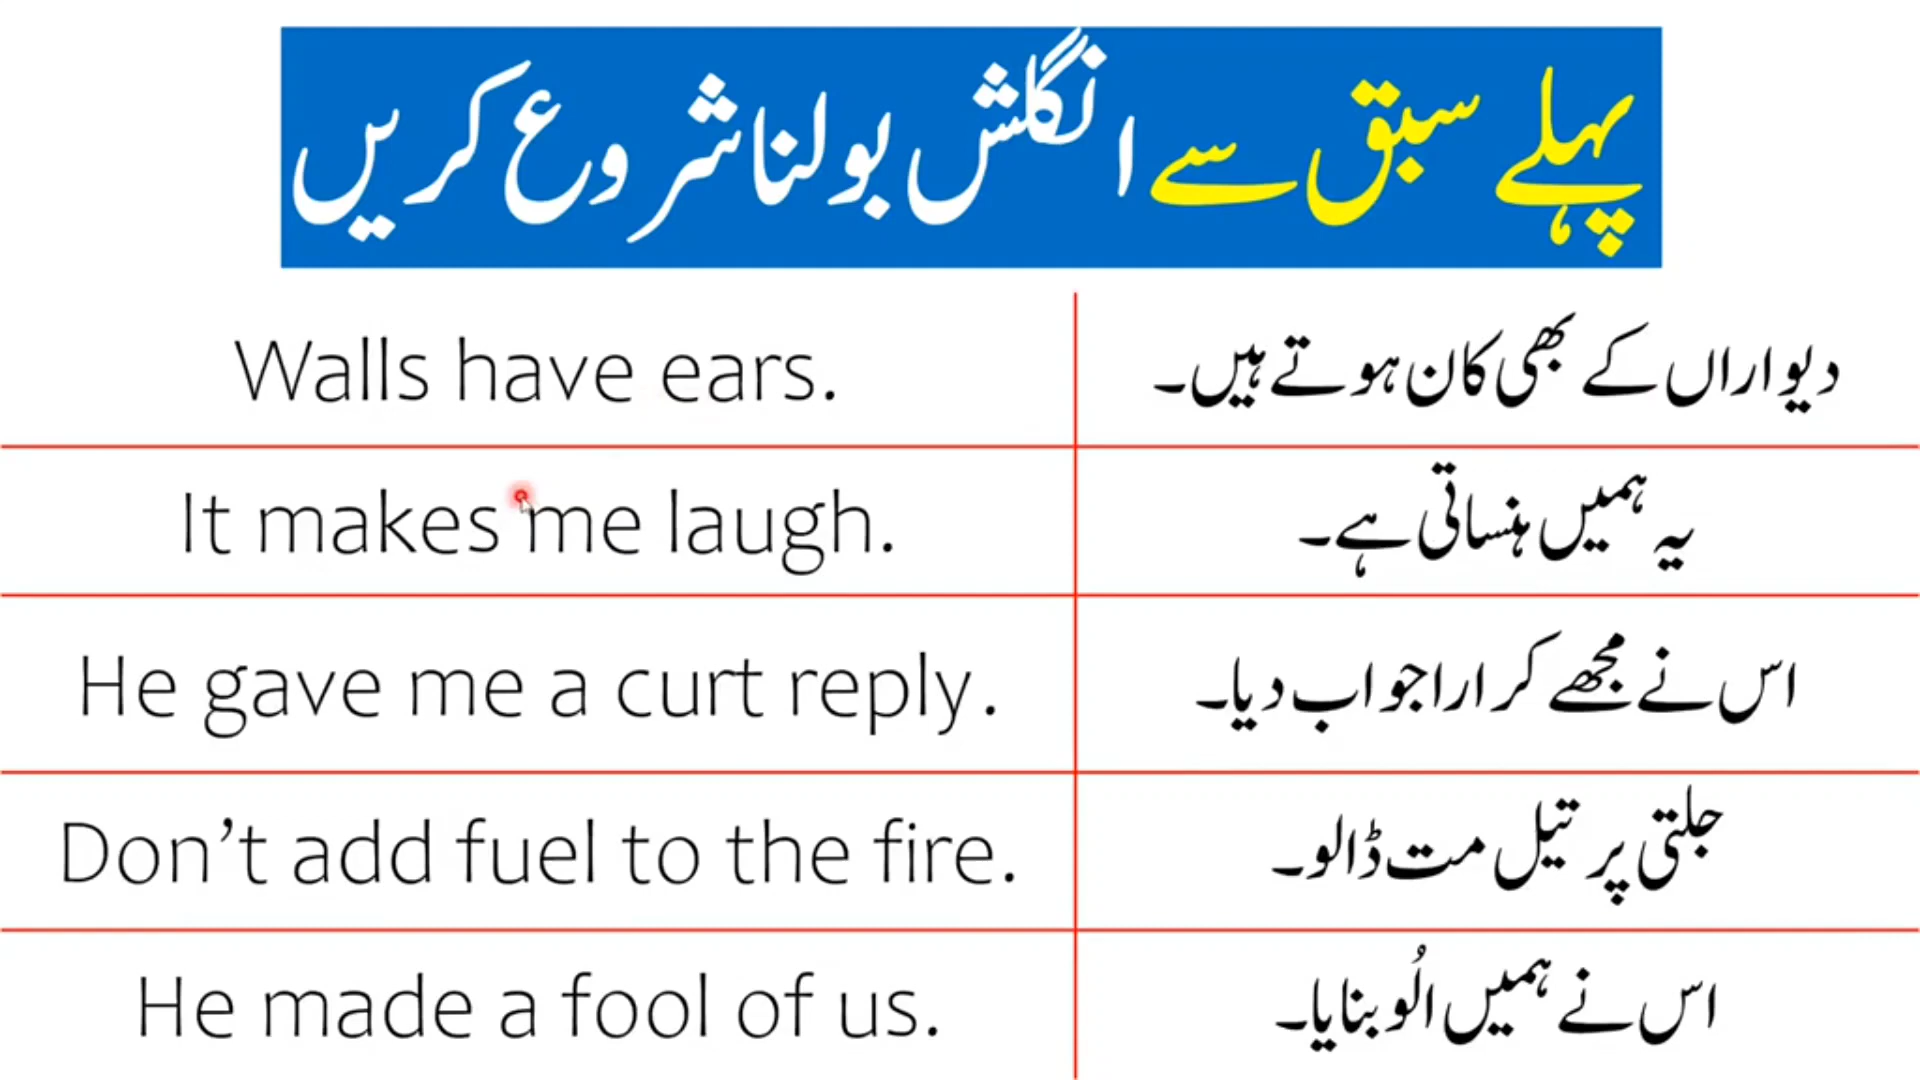 پہلے سبق سے انگلش بولنا شروع کریں
Walls have ears.
دیواراں کے بھی کان ہوتے ہیں۔
It makes me laugh.
یہ ہمیں ہنساتی ہے۔
He gave me a curt reply.
اس نے مجھے کرارا جواب دیا۔
Don’t add fuel to the fire.
جلتی پر تیل مت ڈالو۔
He made a fool of us.
اس نے ہمیں الُو بنایا۔